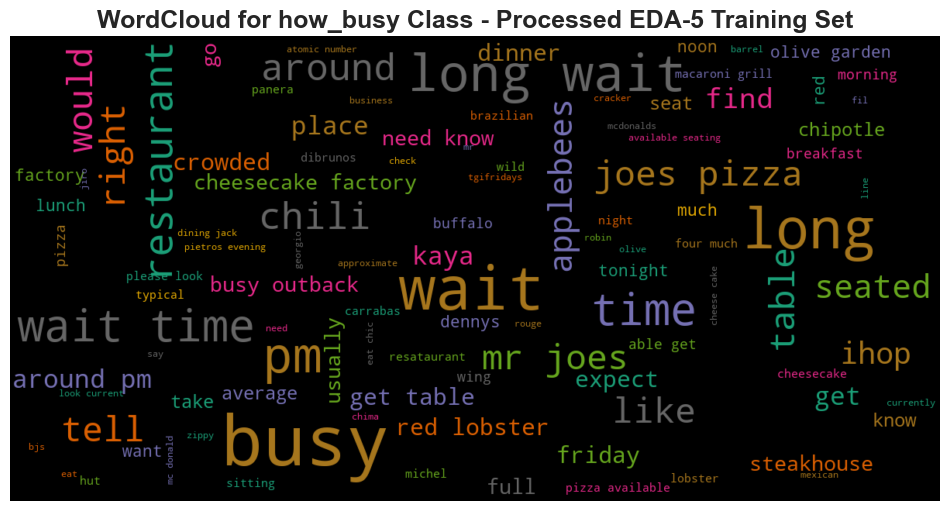 WordCloud for how_busy Class - Processed EDA-5 Training Set
would
right
restaurant
go
atomic number
around
panera
business
long wait
dinner
noon
barrel
olive garden
macaroni grill
morning
red
fil
seat
find
cracker
place
need know
brazilian
mcdonalds
available seating
chipotle
breakfast
crowded
dibrunos
check
mr
wild
tgifridays
applebees
joes pizza
factory
jiro
cheesecake factory
line
lunch
chili
buffalo
night
much
long
pizza
dining jack
pietros evening
georgio
robin
olive
four much
kaya
approximate
please look
typical
busy outback
wait
tonight
cheese cake
table
seated
carrabas
dennys
rouge
time
wait time
need
say
usually
eat chic
pm
resataurant
mr joes
able get
ihop
around pm
look current
take
average
get table
wing
expect
cheesecake
get
currently
tell
chima
like
know
bjs
want
mc donald
zippy
busy
red lobster
friday
steakhouse
eat
hut
sitting
michel
full
pizza available
lobster
mexican